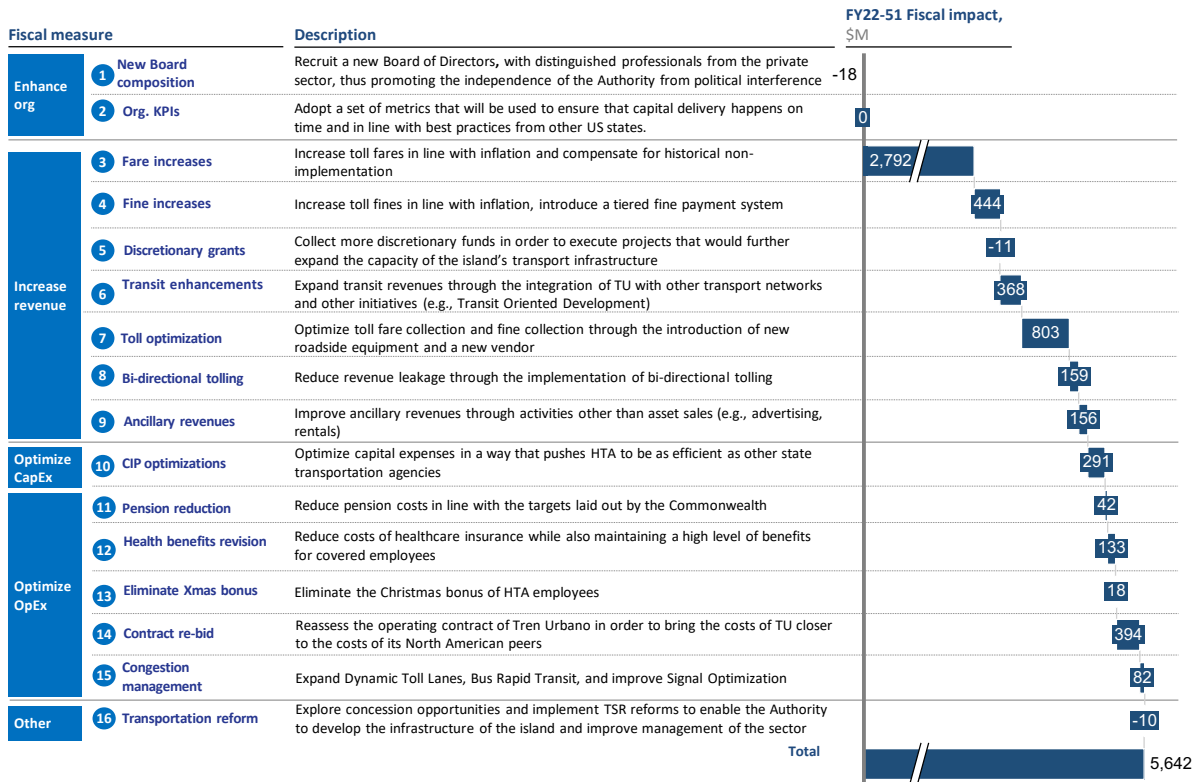 FY22-51 Fiscal impact,
$M
Fiscal measure
Description
Enhance
org
1
New Board
composition
Recruit a new Board of Directors, with distinguished professionals from the private
sector, thus promoting the independence of the Authority from political interference
-18
2
Org. KPIs
Adopt a set of metrics that will be used to ensure that capital delivery happens on
time and in line with best practices from other US states.
0
Increase
revenue
3
Fare increases
Increase toll fares in line with inflation and compensate for historical non-
implementation
2,792
4
Fine increases
Increase toll fines in line with inflation, introduce a tiered fine payment system
444
5
Discretionary grants
Collect more discretionary funds in order to execute projects that would further
expand the capacity of the island's transport infrastructure
-11
6
Transit enhancements
Expand transit revenues through the integration of TU with other transport networks
and other initiatives (e.g., Transit Oriented Development)
368
7
Toll optimization
Optimize toll fare collection and fine collection through the introduction of new
roadside equipment and a new vendor
803
8
Bi-directional tolling
Reduce revenue leakage through the implementation of bi-directional tolling
159
9
Ancillary revenues
Improve ancillary revenues through activities other than asset sales (e.g., advertising,
rentals)
156
Optimize
CapEx
10
CIP optimizations
Optimize capital expenses in a way that pushes HTA to be as efficient as other state
transportation agencies
291
Optimize
OpEx
11
Pension reduction
Reduce pension costs in line with the targets laid out by the Commonwealth
42
12
Health benefits revision
Reduce costs of healthcare insurance while also maintaining a high level of benefits
for covered employees
133
13
Eliminate Xmas bonus
Eliminate the Christmas bonus of HTA employees
18
14
Contract re-bid
Reassess the operating contract of Tren Urbano in order to bring the costs of TU closer
to the costs of its North American peers
394
15
Congestion
management
Expand Dynamic Toll Lanes, Bus Rapid Transit, and improve Signal Optimization
82
Other
16
Transportation reform
Explore concession opportunities and implement TSR reforms to enable the Authority
to develop the infrastructure of the island and improve management of the sector
-10
Total
5,642